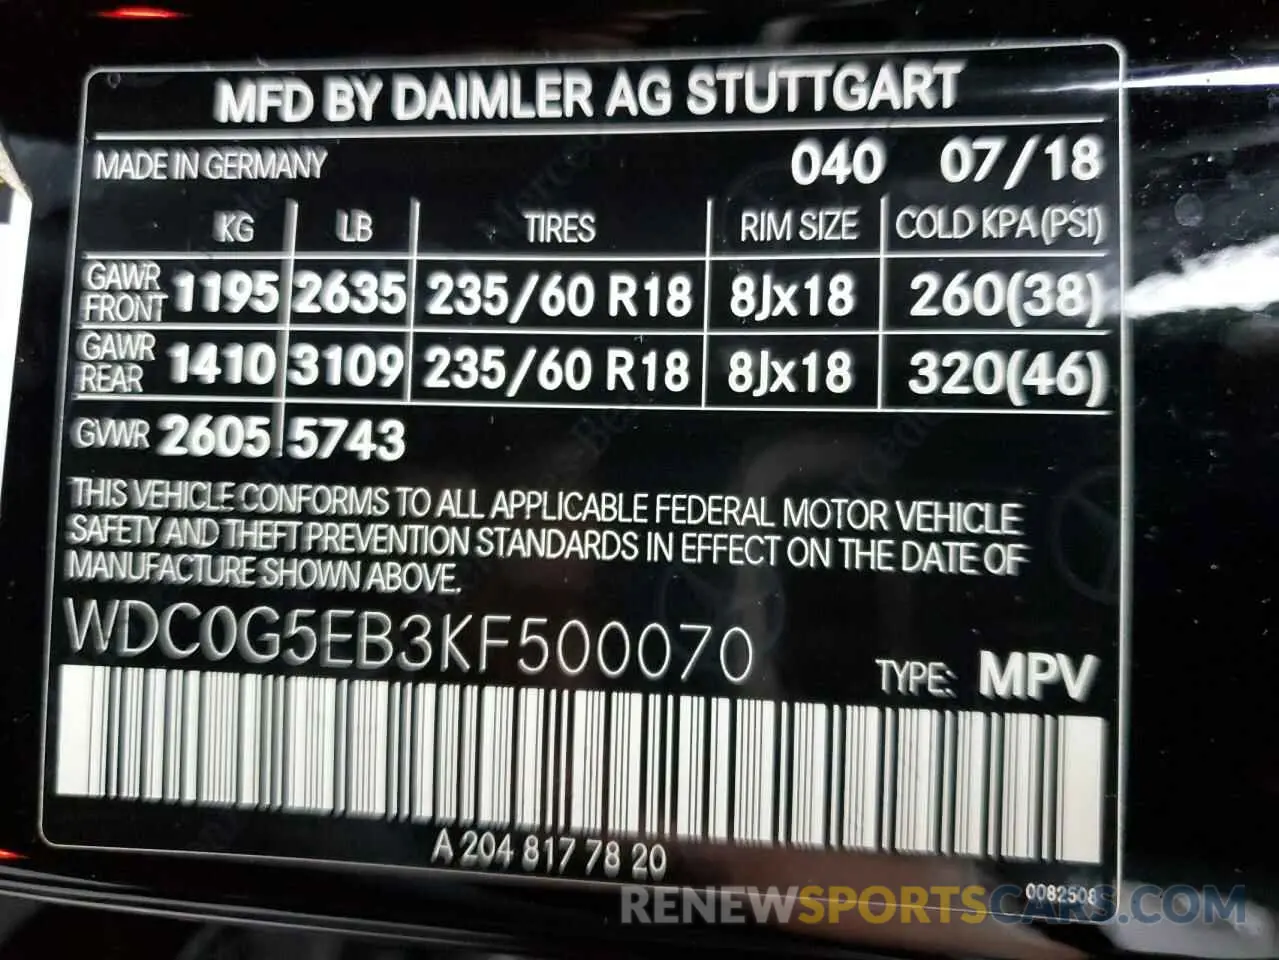 MFD BY DAIMLER AG STUTTGART
MADE IN GERMANY 040 07/18
KG LB TIRES RIM SIZE COLD KPA (PSI)
GAWR FRONT 1195 2635 235/60 R18 8Jx18 260(38)
GAWR REAR 1410 3109 235/60 R18 8Jx18 320(46)
GVWR 2605 5743
THIS VEHICLE CONFORMS TO ALL APPLICABLE FEDERAL MOTOR VEHICLE
SAFETY AND THEFT PREVENTION STANDARDS IN EFFECT ON THE DATE OF
MANUFACTURE SHOWN ABOVE.
WDC0G5EB3KF500070
TYPE: MPV
A 204 817 78 20
0082508
RENEWSPORTSCARS.COM